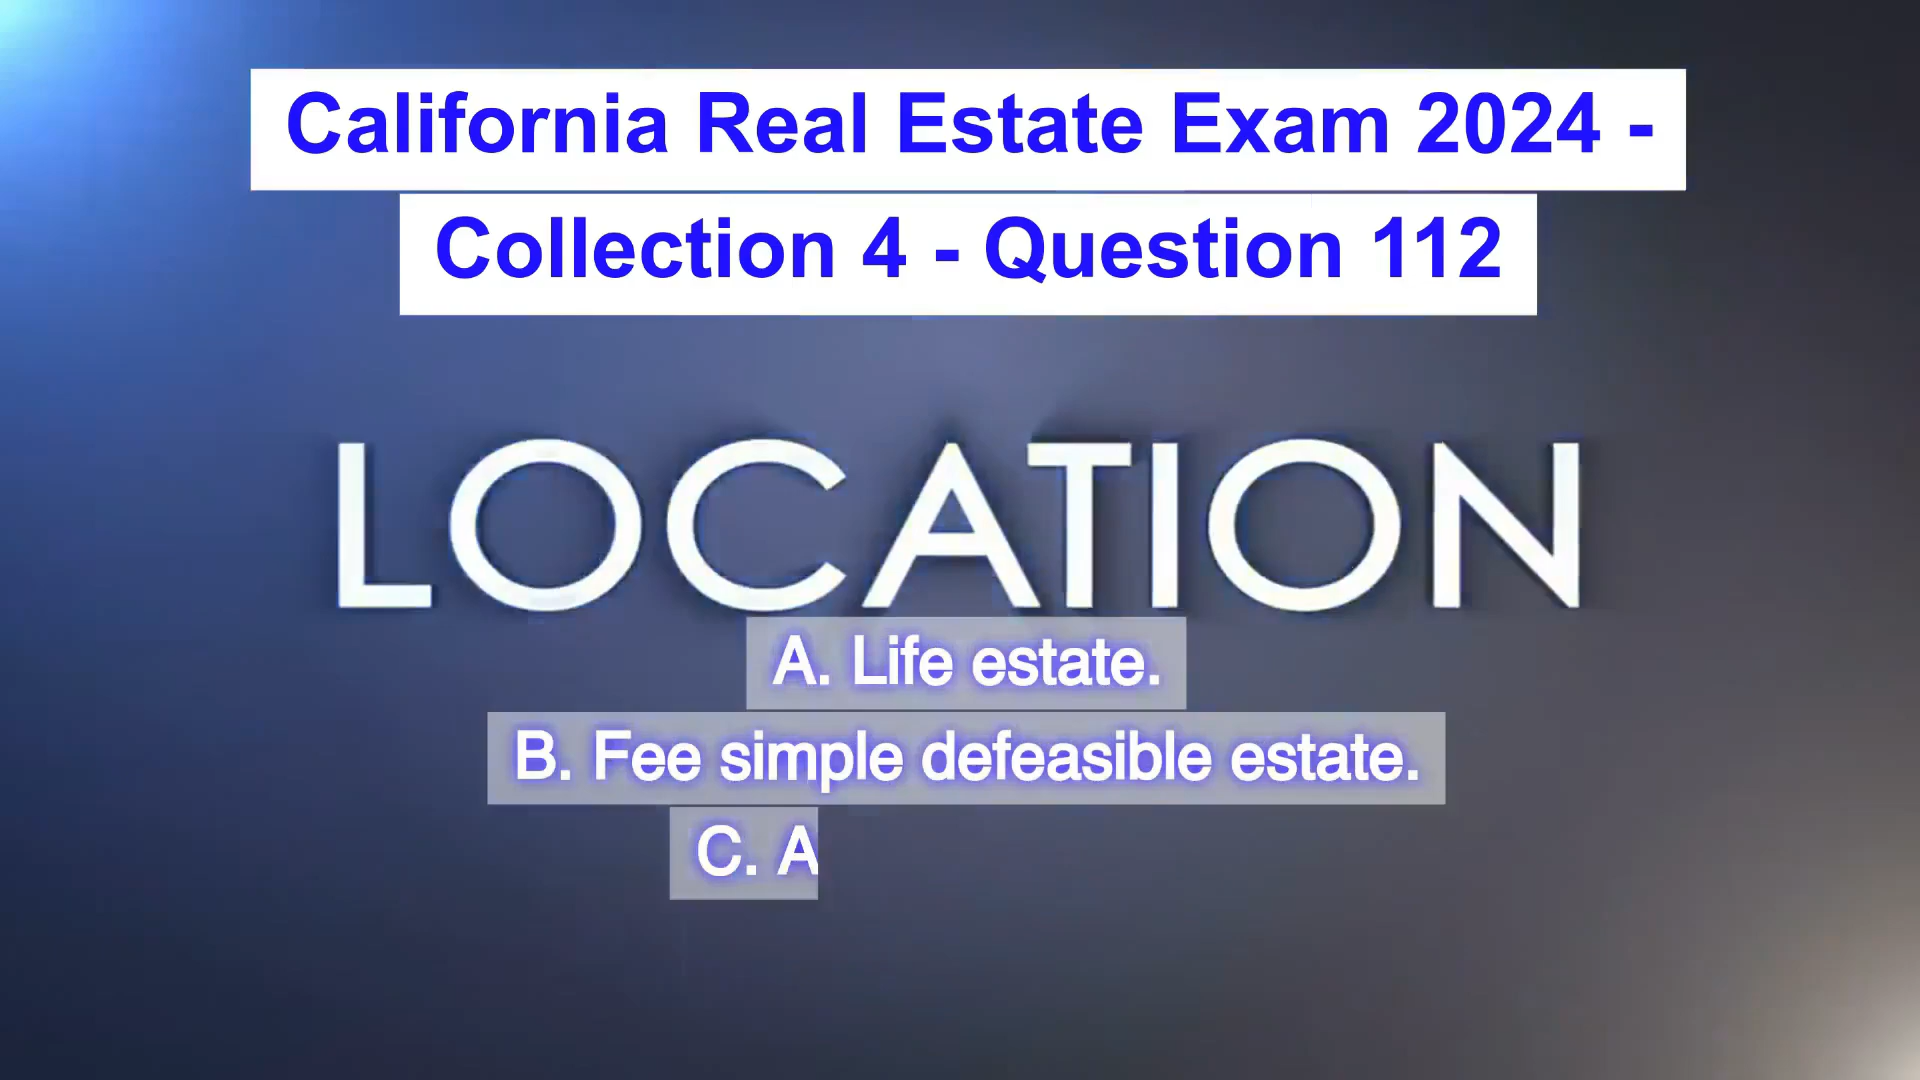 California Real Estate Exam 2024 -
Collection 4 - Question 112
LOCATION
A. Life estate.
B. Fee simple defeasible estate.
C. A